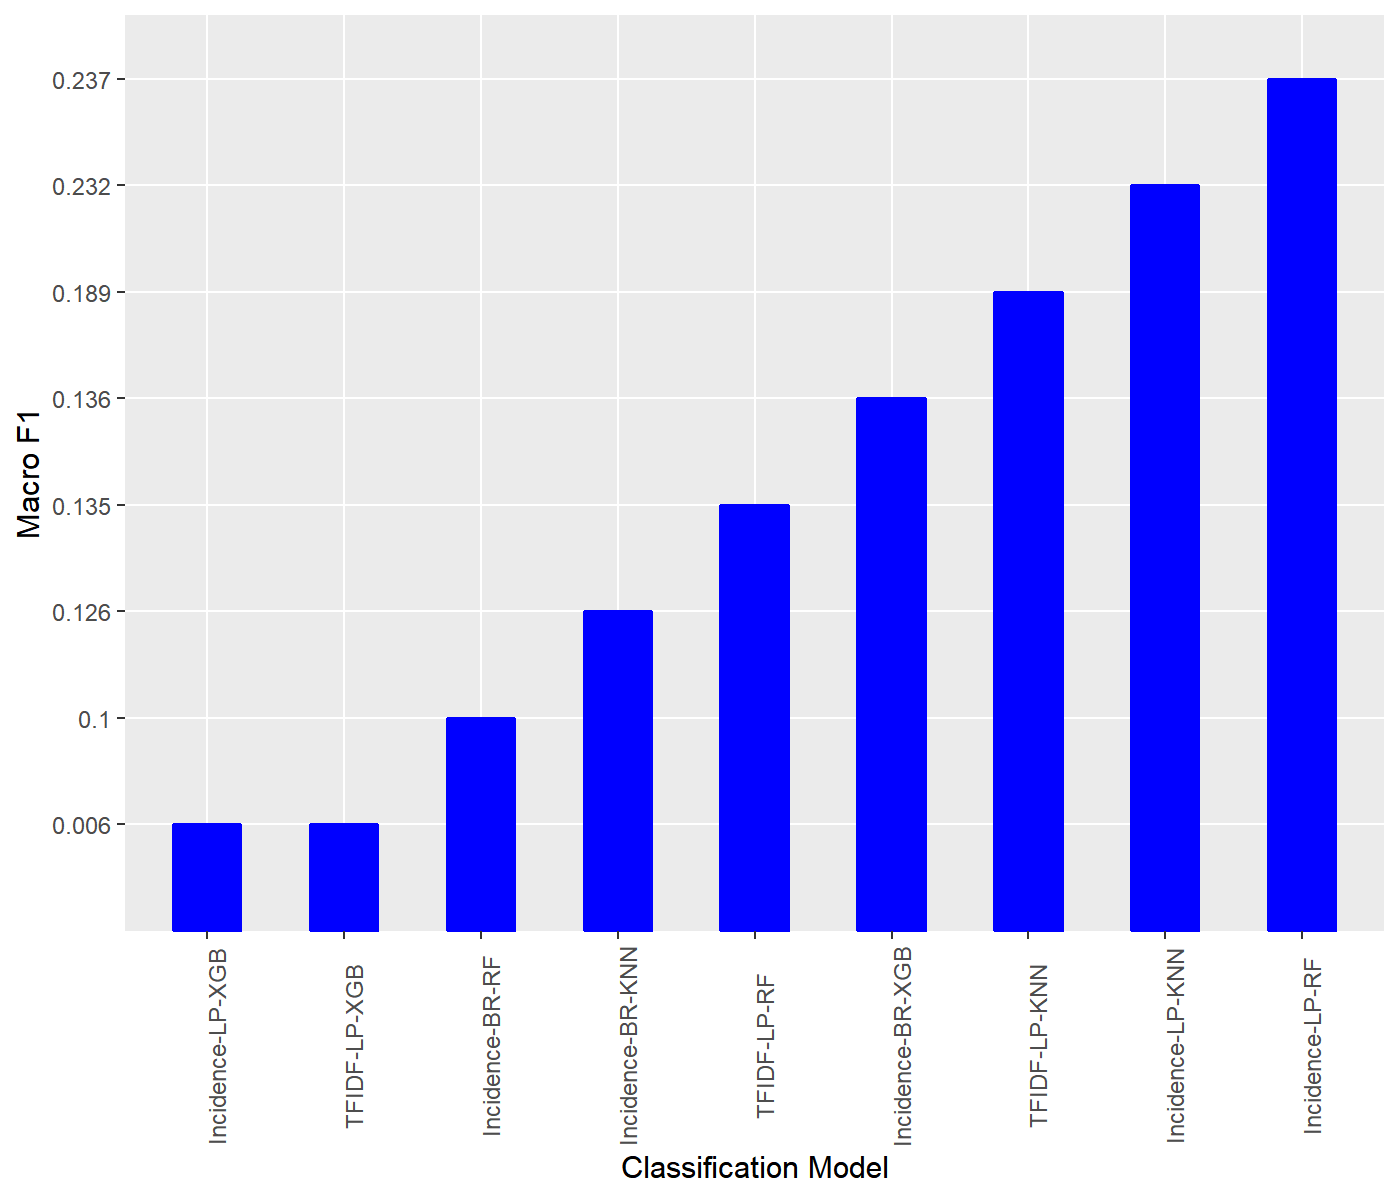 0.237
0.232
0.189
0.136
0.135
0.126
0.1
0.006
Macro F1
Incidence-LP-XGB
TFIDF-LP-XGB
Incidence-BR-RF
Incidence-BR-KNN
TFIDF-LP-RF
Incidence-BR-XGB
TFIDF-LP-KNN
Incidence-LP-KNN
Incidence-LP-RF
Classification Model